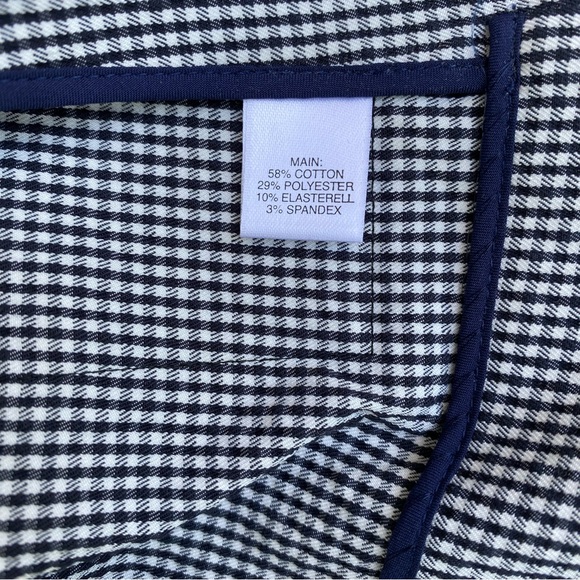 MAIN:
58% COTTON
29% POLYESTER
10% ELASTERELL
3% SPANDEX